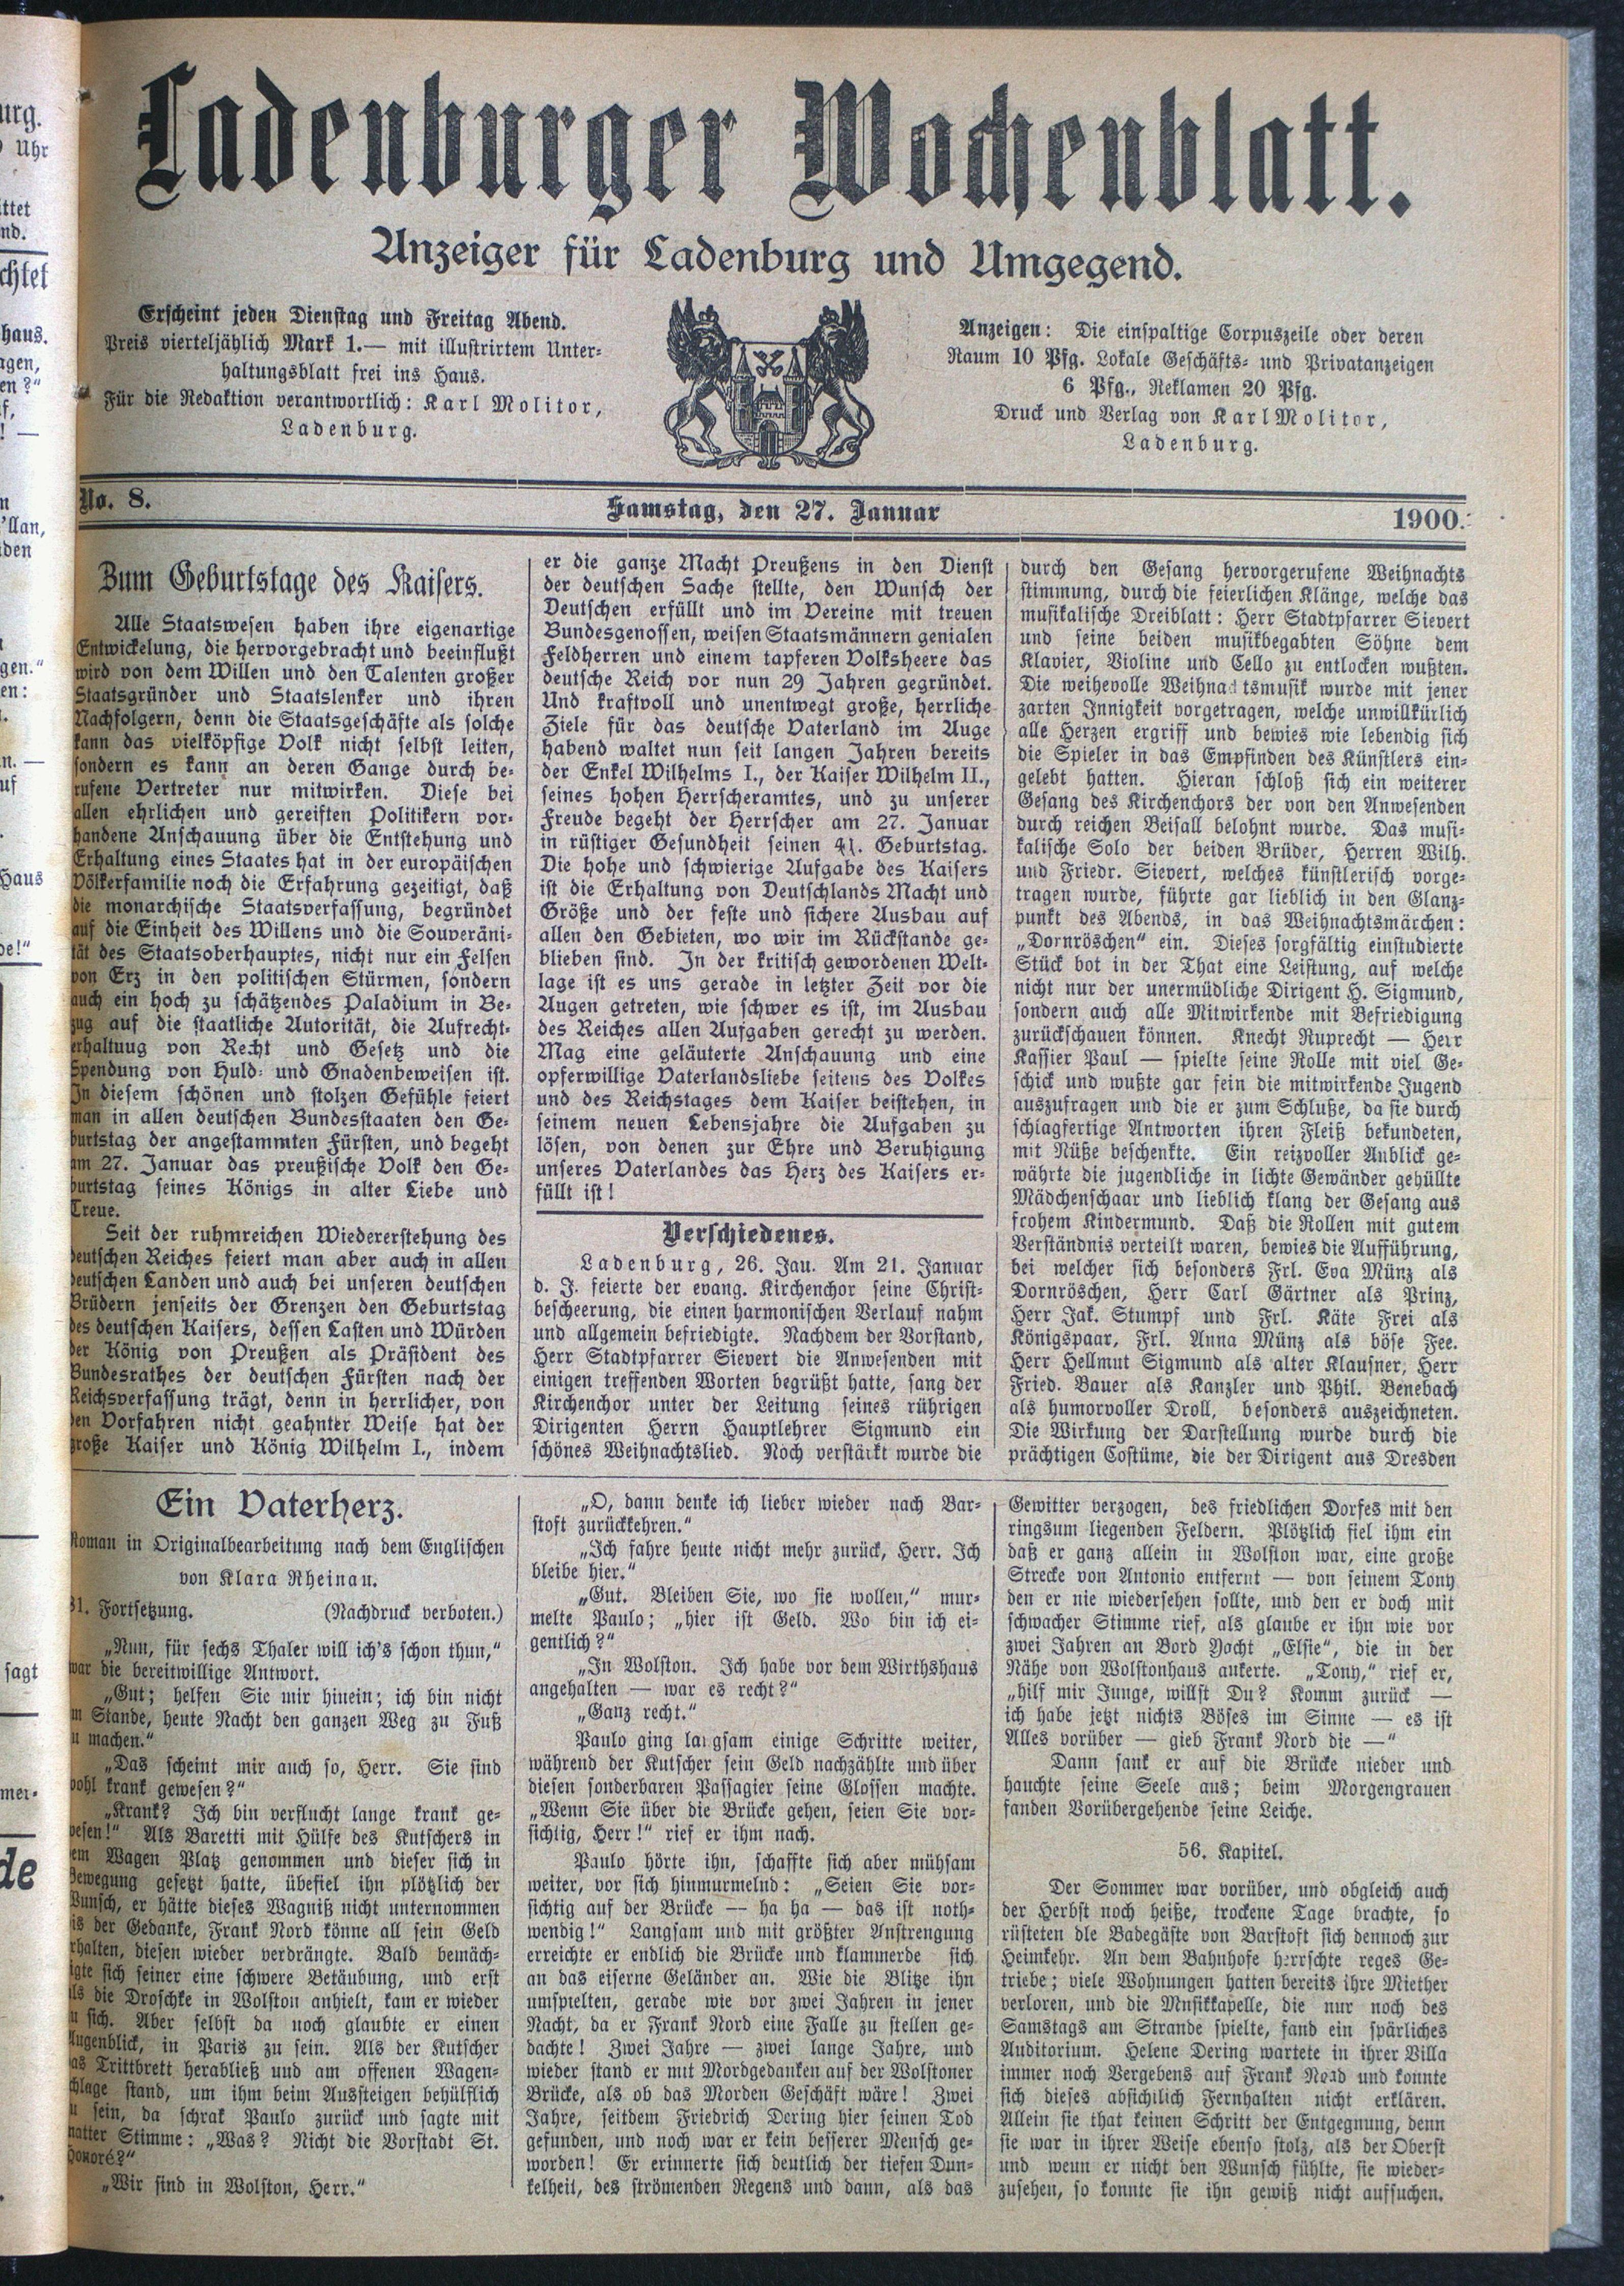 Ladenburger Wochenblatt.
Anzeiger für Ladenburg und Umgegend.
Erscheint jeden Dienstag und Freitag Abend.
Preis vierteljählich Mark 1.— mit illustrirtem Unter-
haltungsblatt frei ins Haus.
Für die Redaktion verantwortlich: Karl Molitor,
Ladenburg.
Anzeigen: Die einspaltige Corpuszeile oder deren
Raum 10 Pfg. Lokale Geschäfts- und Privatanzeigen
6 Pfg., Reklamen 20 Pfg.
Druck und Verlag von Karl Molitor,
Ladenburg.
No. 8.
Samstag, den 27. Januar
1900.
Zum Geburtstage des Kaisers.
Alle Staatswesen haben ihre eigenartige
Entwickelung, die hervorgebracht und beeinflußt
wird von dem Willen und den Talenten großer
Staatsgründer und Staatslenker und ihren
Nachfolgern, denn die Staatsgeschäfte als solche
kann das vielköpfige Volk nicht selbst leiten,
sondern es kann an deren Gange durch be-
rufene Vertreter nur mitwirken. Diese bei
allen ehrlichen und gereiften Politikern vor-
handene Anschauung über die Entstehung und
Erhaltung eines Staates hat in der europäischen
Völkerfamilie noch die Erfahrung gezeitigt, daß
die monarchische Staatsverfassung, begründet
auf die Einheit des Willens und die Souveräni-
tät des Staatsoberhauptes, nicht nur ein Felsen
von Erz in den politischen Stürmen, sondern
auch ein hoch zu schätzendes Paladium in Be-
zug auf die staatliche Autorität, die Aufrecht-
erhaltuug von Recht und Gesetz und die
Spendung von Huld- und Gnadenbeweisen ist.
In diesem schönen und stolzen Gefühle feiert
man in allen deutschen Bundesstaaten den Ge-
burtstag der angestammten Fürsten, und begeht
am 27. Januar das preußische Volk den Ge-
burtstag seines Königs in alter Liebe und
Treue.
Seit der ruhmreichen Wiedererstehung des
deutschen Reiches feiert man aber auch in allen
deutschen Landen und auch bei unseren deutschen
Brüdern jenseits der Grenzen den Geburtstag
des deutschen Kaisers, dessen Lasten und Würden
der König von Preußen als Präsident des
Bundesrathes der deutschen Fürsten nach der
Reichsverfassung trägt, denn in herrlicher, von
den Vorfahren nicht geahnter Weise hat der
große Kaiser und König Wilhelm I., indem
er die ganze Macht Preußens in den Dienst
der deutschen Sache stellte, den Wunsch der
Deutschen erfüllt und im Vereine mit treuen
Bundesgenossen, weisen Staatsmännern genialen
Feldherren und einem tapferen Volksheere das
deutsche Reich vor nun 29 Jahren gegründet.
Und kraftvoll und unentwegt große, herrliche
Ziele für das deutsche Vaterland im Auge
habend waltet nun seit langen Jahren bereits
der Enkel Wilhelms I., der Kaiser Wilhelm II.,
seines hohen Herrscheramtes, und zu unserer
Freude begeht der Herrscher am 27. Januar
in rüstiger Gesundheit seinen 41. Geburtstag.
Die hohe und schwierige Aufgabe des Kaisers
ist die Erhaltung von Deutschlands Macht und
Größe und der feste und sichere Ausbau auf
allen den Gebieten, wo wir im Rückstande ge-
blieben sind. In der kritisch gewordenen Welt-
lage ist es uns gerade in letzter Zeit vor die
Augen getreten, wie schwer es ist, im Ausbau
des Reiches allen Aufgaben gerecht zu werden.
Mag eine geläuterte Anschauung und eine
opferwillige Vaterlandsliebe seitens des Volkes
und des Reichstages dem Kaiser beistehen, in
seinem neuen Lebensjahre die Aufgaben zu
lösen, von denen zur Ehre und Beruhigung
unseres Vaterlandes das Herz des Kaisers er-
füllt ist!
Verschiedenes.
Ladenburg, 26. Jan. Am 21. Januar
d. J. feierte der evang. Kirchenchor seine Christ-
bescheerung, die einen harmonischen Verlauf nahm
und allgemein befriedigte. Nachdem der Vorstand,
Herr Stadtpfarrer Sievert die Anwesenden mit
einigen treffenden Worten begrüßt hatte, sang der
Kirchenchor unter der Leitung seines rührigen
Dirigenten Herrn Hauptlehrer Sigmund ein
schönes Weihnachtslied. Noch verstärkt wurde die
durch den Gesang hervorgerufene Weihnachts
stimmung, durch die feierlichen Klänge, welche das
musikalische Dreiblatt: Herr Stadtpfarrer Sievert
und seine beiden musikbegabten Söhne dem
Klavier, Violine und Cello zu entlocken wußten.
Die weihevolle Weihnachtsmusik wurde mit jener
zarten Innigkeit vorgetragen, welche unwillkürlich
alle Herzen ergriff und bewies wie lebendig sich
die Spieler in das Empfinden des Künstlers ein-
gelebt hatten. Hieran schloß sich ein weiterer
Gesang des Kirchenchors der von den Anwesenden
durch reichen Beifall belohnt wurde. Das musi-
kalische Solo der beiden Brüder, Herren Wilh.
und Friedr. Sievert, welches künstlerisch vorge-
tragen wurde, führte gar lieblich in den Glanz-
punkt des Abends, in das Weihnachtsmärchen:
„Dornröschen“ ein. Dieses sorgfältig einstudierte
Stück bot in der That eine Leistung, auf welche
nicht nur der unermüdliche Dirigent H. Sigmund,
sondern auch alle Mitwirkende mit Befriedigung
zurückschauen können. Knecht Ruprecht — Herr
Kassier Paul — spielte seine Rolle mit viel Ge-
schick und wußte gar fein die mitwirkende Jugend
auszufragen und die er zum Schluße, da sie durch
schlagfertige Antworten ihren Fleiß bekundeten,
mit Nüße beschenkte. Ein reizvoller Anblick ge-
währte die jugendliche in lichte Gewänder gehüllte
Mädchenschaar und lieblich klang der Gesang aus
frohem Kindermund. Daß die Rollen mit gutem
Verständnis verteilt waren, bewies die Aufführung,
bei welcher sich besonders Frl. Eva Münz als
Dornröschen, Herr Carl Gärtner als Prinz,
Herr Jak. Stumpf und Frl. Käte Frei als
Königspaar, Frl. Anna Münz als böse Fee.
Herr Hellmut Sigmund als alter Klausner, Herr
Fried. Bauer als Kanzler und Phil. Benebach
als humorvoller Droll, besonders auszeichneten.
Die Wirkung der Darstellung wurde durch die
prächtigen Costüme, die der Dirigent aus Dresden
Ein Vaterherz.
Roman in Originalbearbeitung nach dem Englischen
von Klara Rheinau.
31. Fortsetzung. (Nachdruck verboten.)
„Nun, für sechs Thaler will ich's schon thun,“
war die bereitwillige Antwort.
„Gut; helfen Sie mir hinein; ich bin nicht
im Stande, heute Nacht den ganzen Weg zu Fuß
zu machen.“
„Das scheint mir auch so, Herr. Sie sind
wohl krank gewesen?“
„Krank? Ich bin verflucht lange krank ge-
wesen!“ Als Baretti mit Hülfe des Kutschers in
dem Wagen Platz genommen und dieser sich in
Bewegung gesetzt hatte, übefiel ihn plötzlich der
Wunsch, er hätte dieses Wagniß nicht unternommen
bis der Gedanke, Frank Nord könne all sein Geld
erhalten, diesen wieder verdrängte. Bald bemäch-
tigte sich seiner eine schwere Betäubung, und erst
als die Droschke in Wolston anhielt, kam er wieder
zu sich. Aber selbst da noch glaubte er einen
Augenblick, in Paris zu sein. Als der Kutscher
das Trittbrett herabließ und am offenen Wagen-
schlage stand, um ihm beim Aussteigen behülflich
zu sein, da schrak Paulo zurück und sagte mit
matter Stimme: „Was? Nicht die Vorstadt St.
Honoré?“
„Wir sind in Wolston, Herr.“
„O, dann denke ich lieber wieder nach Bar-
stoft zurückkehren.“
„Ich fahre heute nicht mehr zurück, Herr. Ich
bleibe hier.“
„Gut. Bleiben Sie, wo sie wollen,“ mur-
melte Paulo; „hier ist Geld. Wo bin ich ei-
gentlich?“
„In Wolston. Ich habe vor dem Wirthshaus
angehalten — war es recht?“
„Ganz recht.“
Paulo ging langsam einige Schritte weiter,
während der Kutscher sein Geld nachzählte und über
diesen sonderbaren Passagier seine Glossen machte.
„Wenn Sie über die Brücke gehen, seien Sie vor-
sichlig, Herr!“ rief er ihm nach.
Paulo hörte ihn, schaffte sich aber mühsam
weiter, vor sich hinmurmelnd: „Seien Sie vor-
sichtig auf der Brücke — ha ha — das ist noth-
wendig!“ Langsam und mit größter Anstrengung
erreichte er endlich die Brücke und klammerde sich
an das eiserne Geländer an. Wie die Blitze ihn
umspielten, gerade wie vor zwei Jahren in jener
Nacht, da er Frank Nord eine Falle zu stellen ge-
dachte! Zwei Jahre — zwei lange Jahre, und
wieder stand er mit Mordgedanken auf der Wolstoner
Brücke, als ob das Morden Geschäft wäre! Zwei
Jahre, seitdem Friedrich Dering hier seinen Tod
gefunden, und noch war er kein besserer Mensch ge-
worden! Er erinnerte sich deutlich der tiefen Dun-
kelheit, des strömenden Regens und dann, als das
Gewitter verzogen, des friedlichen Dorfes mit den
ringsum liegenden Feldern. Plötzlich fiel ihm ein
daß er ganz allein in Wolston war, eine große
Strecke von Antonio entfernt — von seinem Tony
den er nie wiedersehen sollte, und den er doch mit
schwacher Stimme rief, als glaube er ihn wie vor
zwei Jahren an Bord Yacht „Elsie“, die in der
Nähe von Wolstonhaus ankerte. „Tony,“ rief er,
„hilf mir Junge, willst Du? Komm zurück —
ich habe jetzt nichts Böses im Sinne — es ist
Alles vorüber — gieb Frank Nord die —“
Dann sank er auf die Brücke nieder und
hauchte seine Seele aus; beim Morgengrauen
fanden Vorübergehende seine Leiche.
56. Kapitel.
Der Sommer war vorüber, und obgleich auch
der Herbst noch heiße, trockene Tage brachte, so
rüsteten dle Badegäste von Barstoft sich dennoch zur
Heimkehr. An dem Bahnhofe herrschte reges Ge-
triebe; viele Wohnungen hatten bereits ihre Miether
verloren, und die Musikkapelle, die nur noch des
Samstags am Strande spielte, fand ein spärliches
Auditorium. Helene Dering wartete in ihrer Villa
immer noch Vergebens auf Frank Nord und konnte
sich dieses absichilich Fernhalten nicht erklären.
Allein sie that keinen Schritt der Entgegnung, denn
sie war in ihrer Weise ebenso stolz, als der Oberst
und weun er nicht den Wunsch fühlte, sie wieder-
zusehen, so konnte sie ihn gewiß nicht aufsuchen.